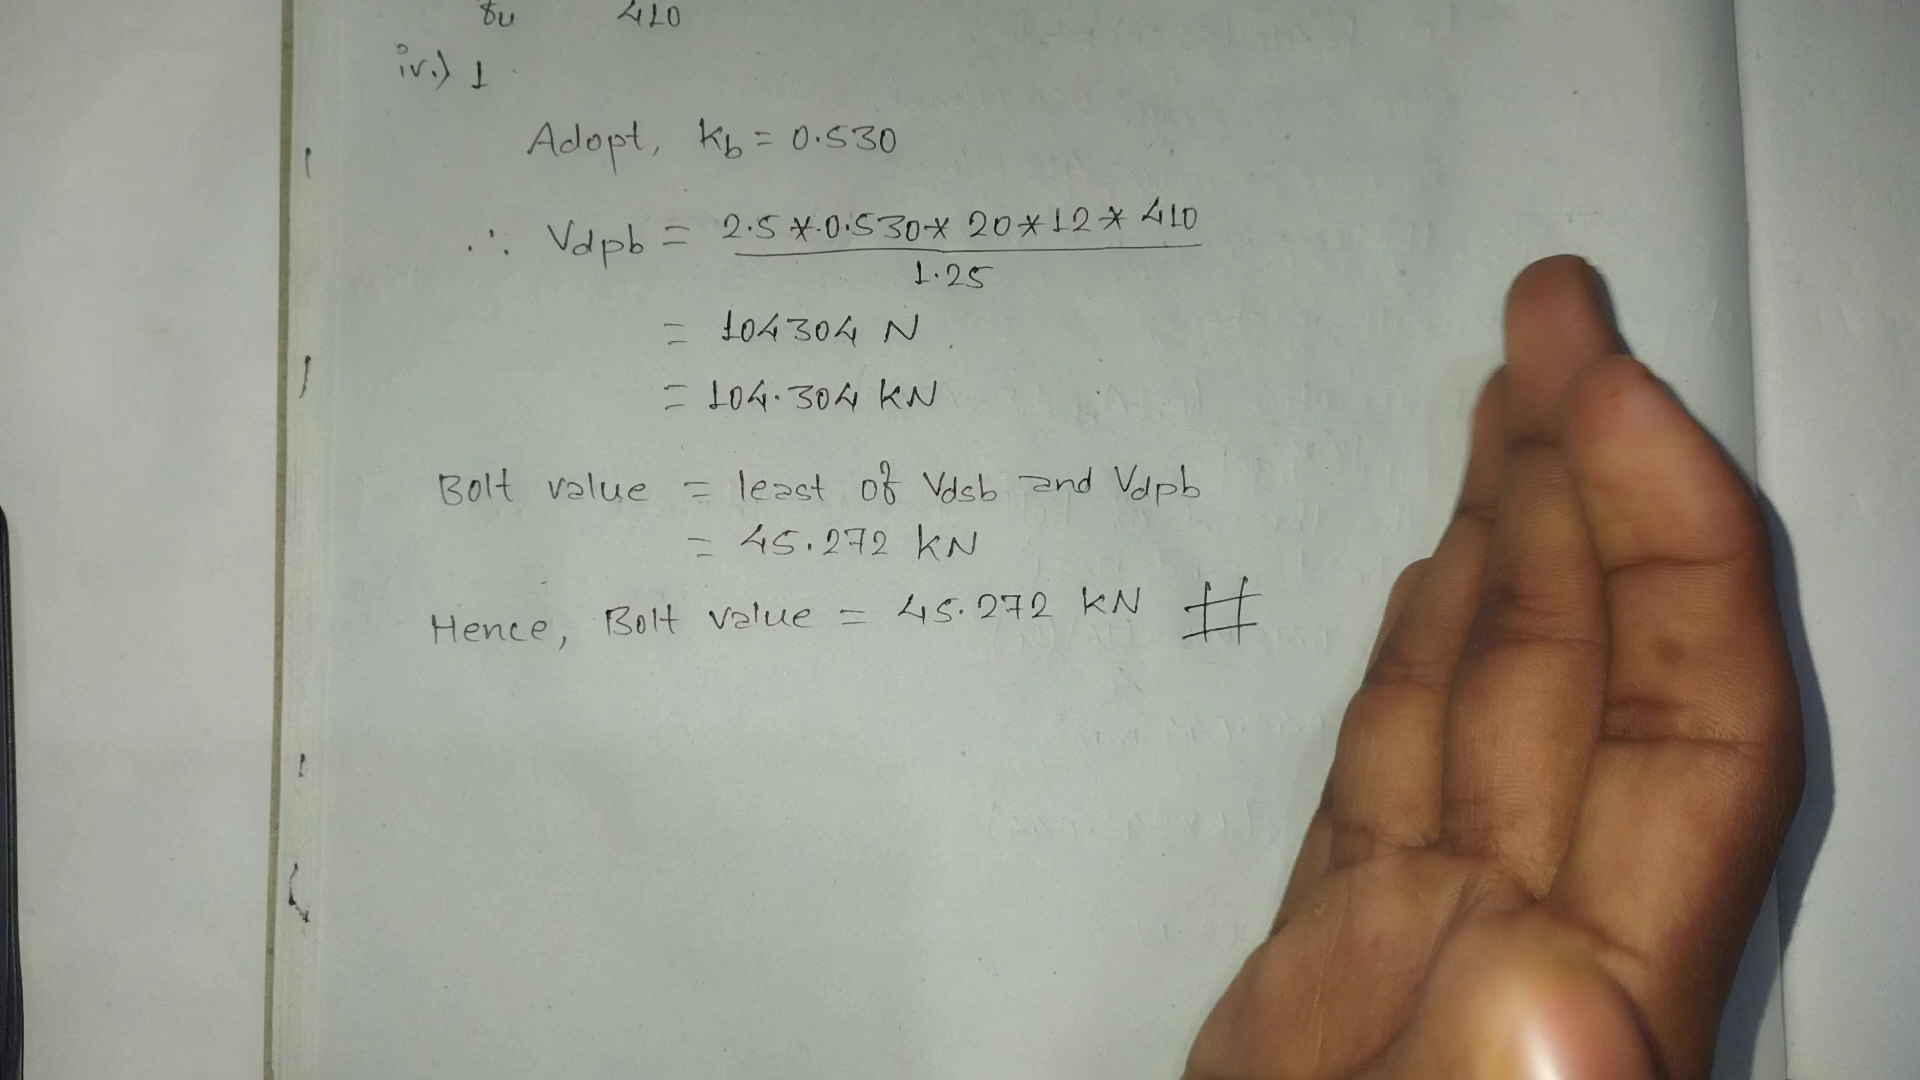 fu 410
iv.) 1
Adopt, Kb = 0.530
∴ Vdpb = 2.5 * 0.530 * 20 * 12 * 410
1.25
= 104304 N
= 104.304 KN
Bolt value = least of Vdsb and Vdpb
= 45.272 KN
Hence, Bolt value = 45.272 KN #